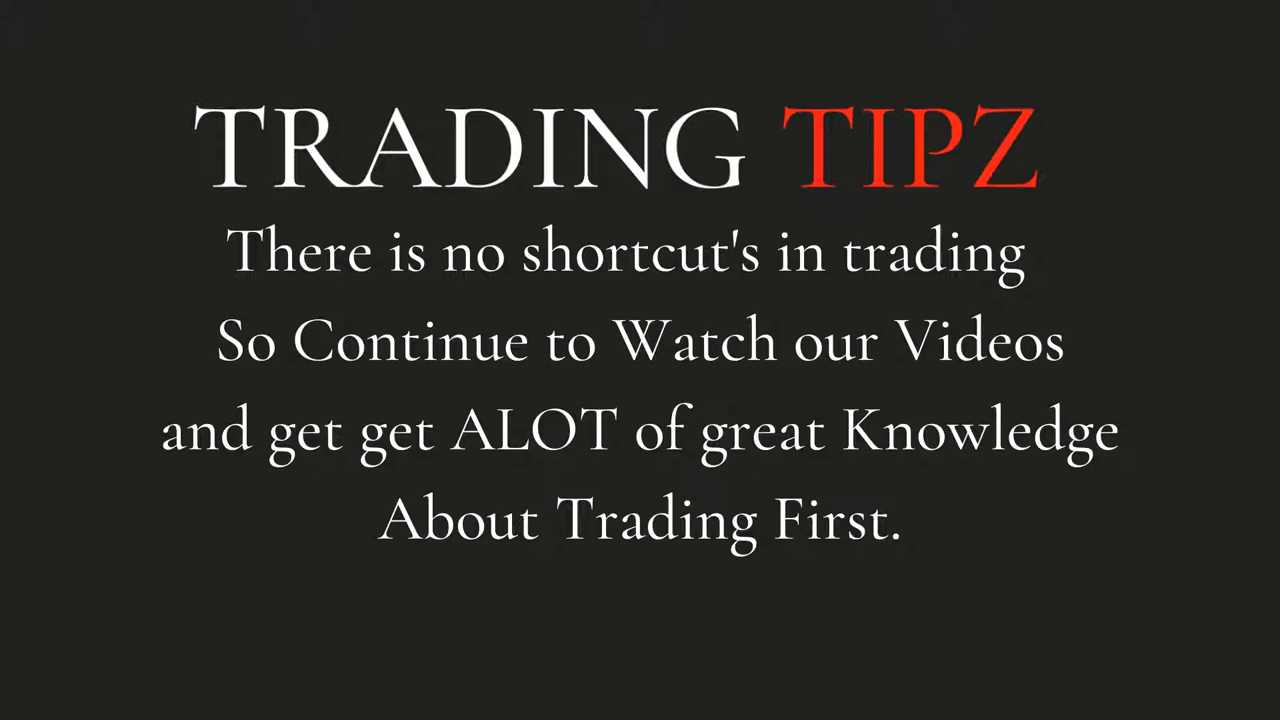 TRADING TIPZ
There is no shortcut's in trading
So Continue to Watch our Videos
and get get ALOT of great Knowledge
About Trading First.